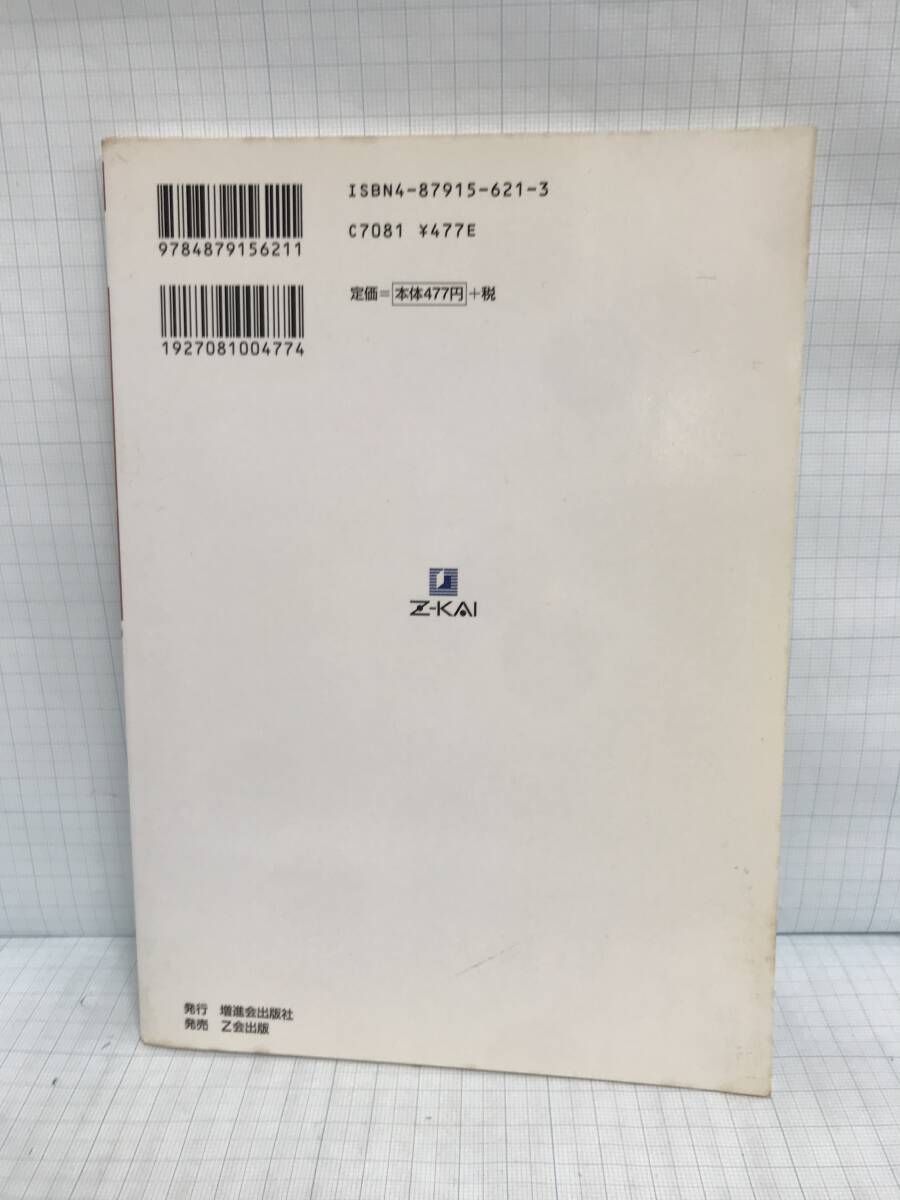 ISBN4-87915-621-3
9784879156211
C7081 ¥477E
定価=本体477円+税
1927081004774
Z-KAI
発行 増進会出版社
発売 Z会出版